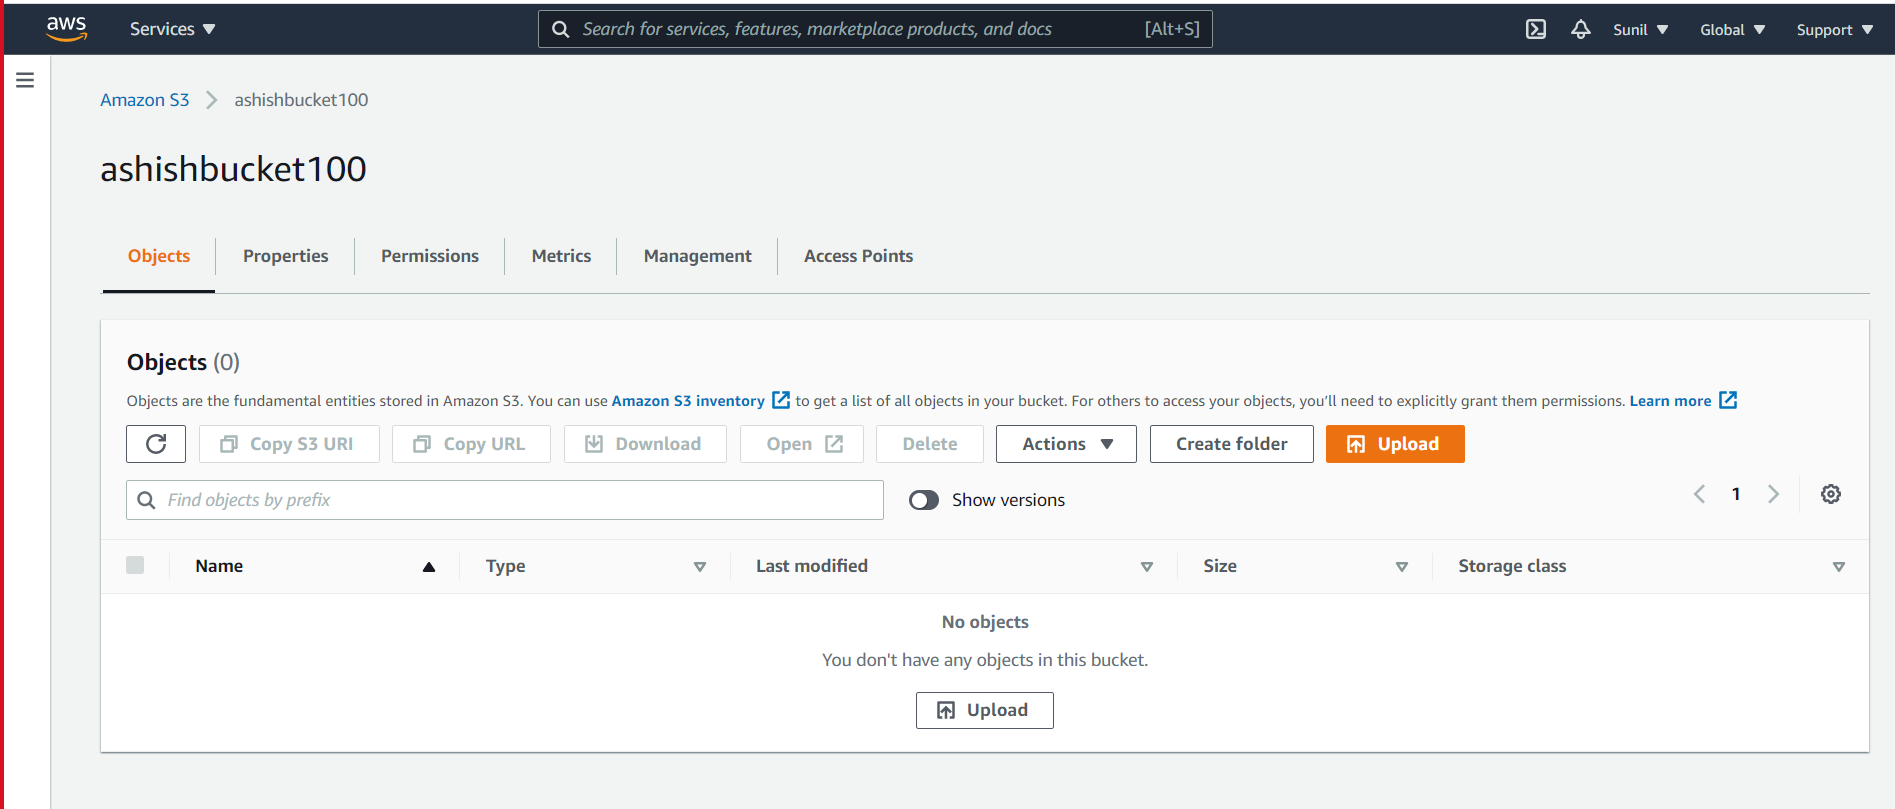 aws Services Search for services, features, marketplace products, and docs [Alt+S] Sunil Global Support
Amazon S3 ashishbucket100
ashishbucket100
Objects Properties Permissions Metrics Management Access Points
Objects (0)
Objects are the fundamental entities stored in Amazon S3. You can use Amazon S3 inventory to get a list of all objects in your bucket. For others to access your objects, you'll need to explicitly grant them permissions. Learn more
Copy S3 URI Copy URL Download Open Delete Actions Create folder Upload
Find objects by prefix Show versions 1
Name Type Last modified Size Storage class
No objects
You don't have any objects in this bucket.
Upload